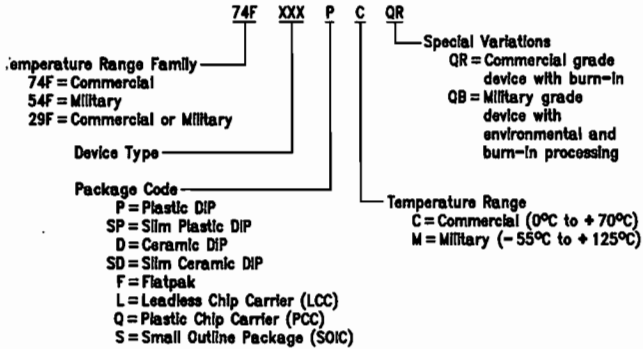 74F XXX P C QR
Temperature Range Family
74F = Commercial
54F = Military
29F = Commercial or Military
Device Type
Package Code
P = Plastic DIP
SP = Slim Plastic DIP
D = Ceramic DIP
SD = Slim Ceramic DIP
F = Flatpak
L = Leadless Chip Carrier (LCC)
Q = Plastic Chip Carrier (PCC)
S = Small Outline Package (SOIC)
Special Variations
QR = Commercial grade
device with burn-in
QB = Military grade
device with
environmental and
burn-in processing
Temperature Range
C = Commercial (0°C to +70°C)
M = Military (-55°C to +125°C)